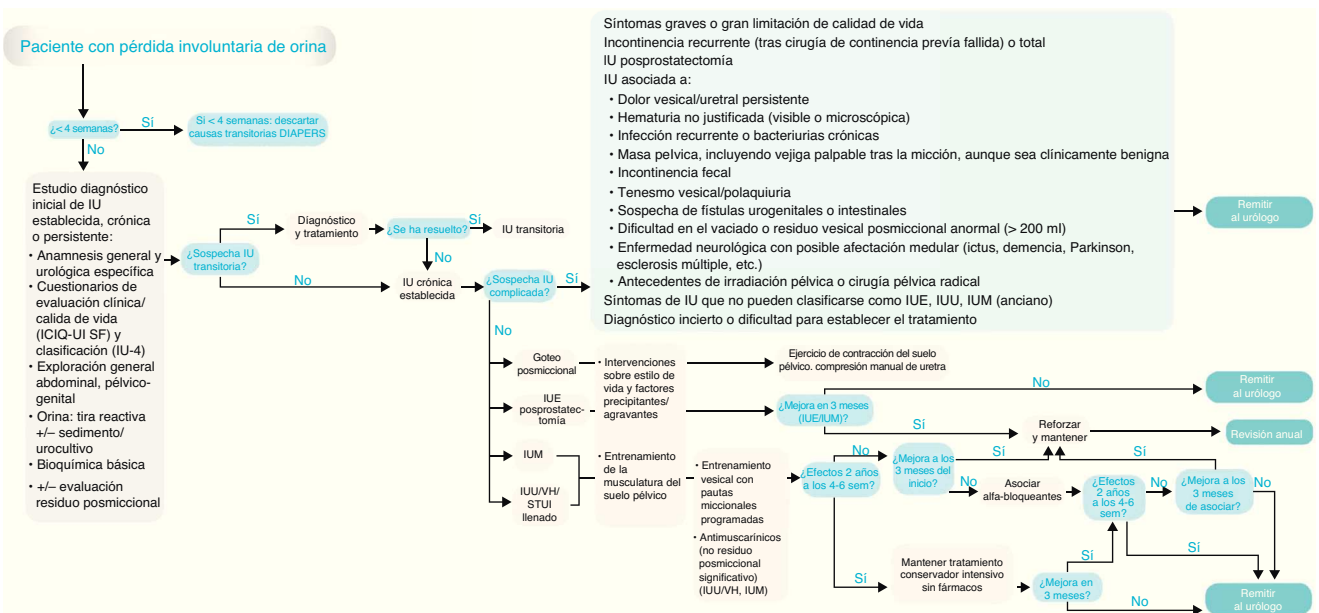 Paciente con pérdida involuntaria de orina
¿< 4 semanas?
Sí
Si < 4 semanas: descartar
causas transitorias DIAPERS
No
Estudio diagnóstico
inicial de IU
establecida, crónica
o persistente:
• Anamnesis general y
urológica específica
• Cuestionarios de
evaluación clínica/
calida de vida
(ICIQ-UI SF) y
clasificación (IU-4)
• Exploración general
abdominal, pélvico-
genital
• Orina: tira reactiva
+/– sedimento/
urocultivo
• Bioquímica básica
• +/– evaluación
residuo posmiccional
¿Sospecha IU
transitoria?
Sí
Díagnóstico
y tratamiento
¿Se ha resuelto?
Sí
IU transitoria
No
No
IU crónica
establecida
¿Sospecha IU
complicada?
Sí
Síntomas graves o gran limitación de calidad de vida
Incontinencia recurrente (tras cirugía de continencia prevía fallida) o total
IU posprostatectomía
IU asociada a:
• Dolor vesical/uretral persistente
• Hematuria no justificada (visible o microscópica)
• Infección recurrente o bacteriurias crónicas
• Masa pelvica, incluyendo vejiga palpable tras la micción, aunque sea clínicamente benigna
• Incontinencia fecal
• Tenesmo vesical/polaquiuria
• Sospecha de fístulas urogenitales o intestinales
• Dificultad en el vaciado o residuo vesical posmiccional anormal (> 200 ml)
• Enfermedad neurológica con posible afectación medular (ictus, demencia, Parkinson,
esclerosis múltiple, etc.)
• Antecedentes de irradiación pélvica o cirugía pélvica radical
Síntomas de IU que no pueden clasificarse como IUE, IUU, IUM (anciano)
Diagnóstico incierto o dificultad para establecer el tratamiento
Remitir
al urólogo
No
Goteo
posmiccional
IUE
posprostatec-
tomía
IUM
IUU/VH/
STUI
llenado
• Intervenciones
sobre estilo de
vida y factores
precipitantes/
agravantes
• Entrenamiento
de la
musculatura del
suelo pélvico
Ejercicio de contracción del suelo
pélvico. compresión manual de uretra
¿Mejora en 3 meses
(IUE/IUM)?
No
Remitir
al urólogo
Sí
Reforzar
y mantener
Revisión anual
• Entrenamiento
vesical con
pautas
miccionales
programadas
• Antimuscarínicos
(no residuo
posmiccional
significativo)
(IUU/VH, IUM)
¿Efectos 2 años
a los 4-6 sem?
No
¿Mejora a los
3 meses del
inicio?
Sí
No
Asociar
alfa-bloqueantes
¿Efectos
2 años
a los 4-6
sem?
No
¿Mejora a los
3 meses
de asociar?
Sí
No
Sí
Sí
Mantener tratamiento
conservador intensivo
sin fármacos
¿Mejora en
3 meses?
Sí
No
Remitir
al urólogo